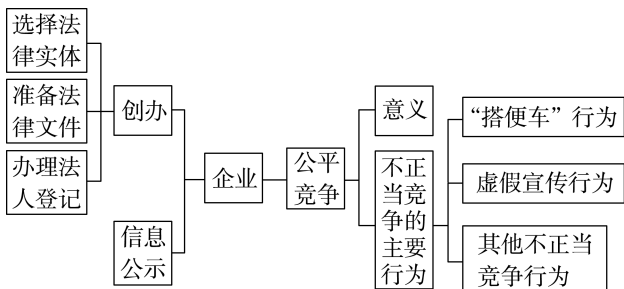 选择法
律实体
准备法
律文件
办理法
人登记
创办
信息
公示
企业
公平
竞争
意义
不正
当竞
争的
主要
行为
“搭便车”行为
虚假宣传行为
其他不正当
竞争行为